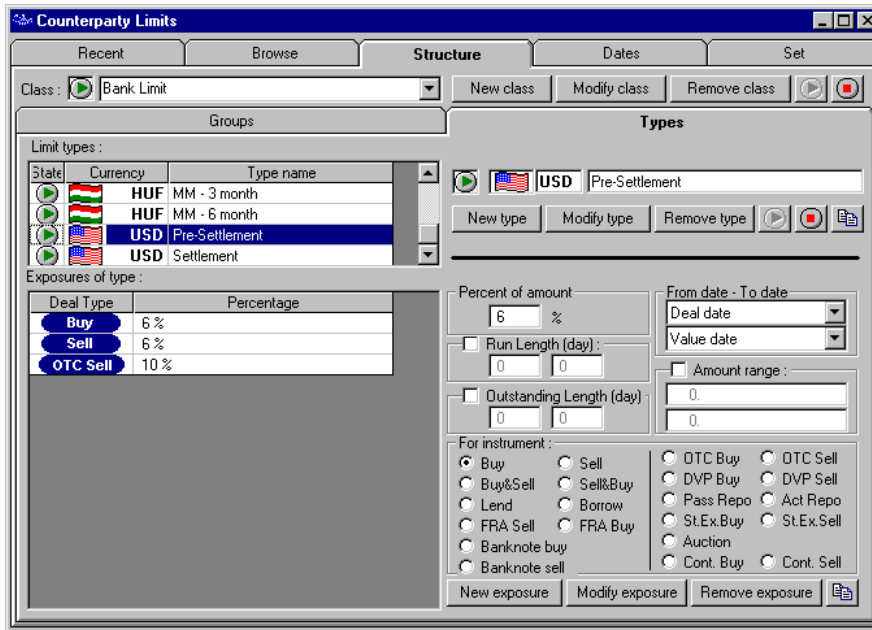 Counterparty Limits
Recent Browse Structure Dates Set
Class : Bank Limit New class Modify class Remove class
Groups Types
Limit types :
State Currency Type name
HUF MM - 3 month
HUF MM - 6 month
USD Pre-Settlement
USD Settlement
USD Pre-Settlement
New type Modify type Remove type
Exposures of type :
Deal Type Percentage
Buy 6 %
Sell 6 %
OTC Sell 10 %
Percent of amount
6 %
From date - To date
Deal date
Value date
Run Length (day) :
0 0
Outstanding Length (day)
0 0
Amount range :
0.
0.
For instrument :
Buy Sell
Buy&Sell Sell&Buy
Lend Borrow
FRA Sell FRA Buy
Banknote buy
Banknote sell
OTC Buy OTC Sell
DVP Buy DVP Sell
Pass Repo Act Repo
St.Ex.Buy St.Ex.Sell
Auction
Cont. Buy Cont. Sell
New exposure Modify exposure Remove exposure